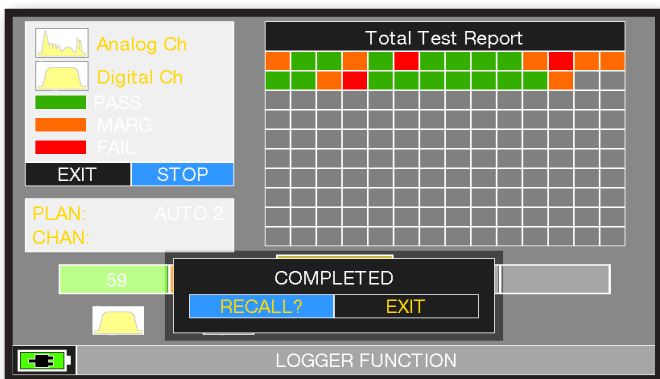 Analog Ch
Digital Ch
PASS
MARG
FAIL
EXIT STOP
PLAN: AUTO 2
CHAN:
Total Test Report
59
COMPLETED
RECALL? EXIT
LOGGER FUNCTION